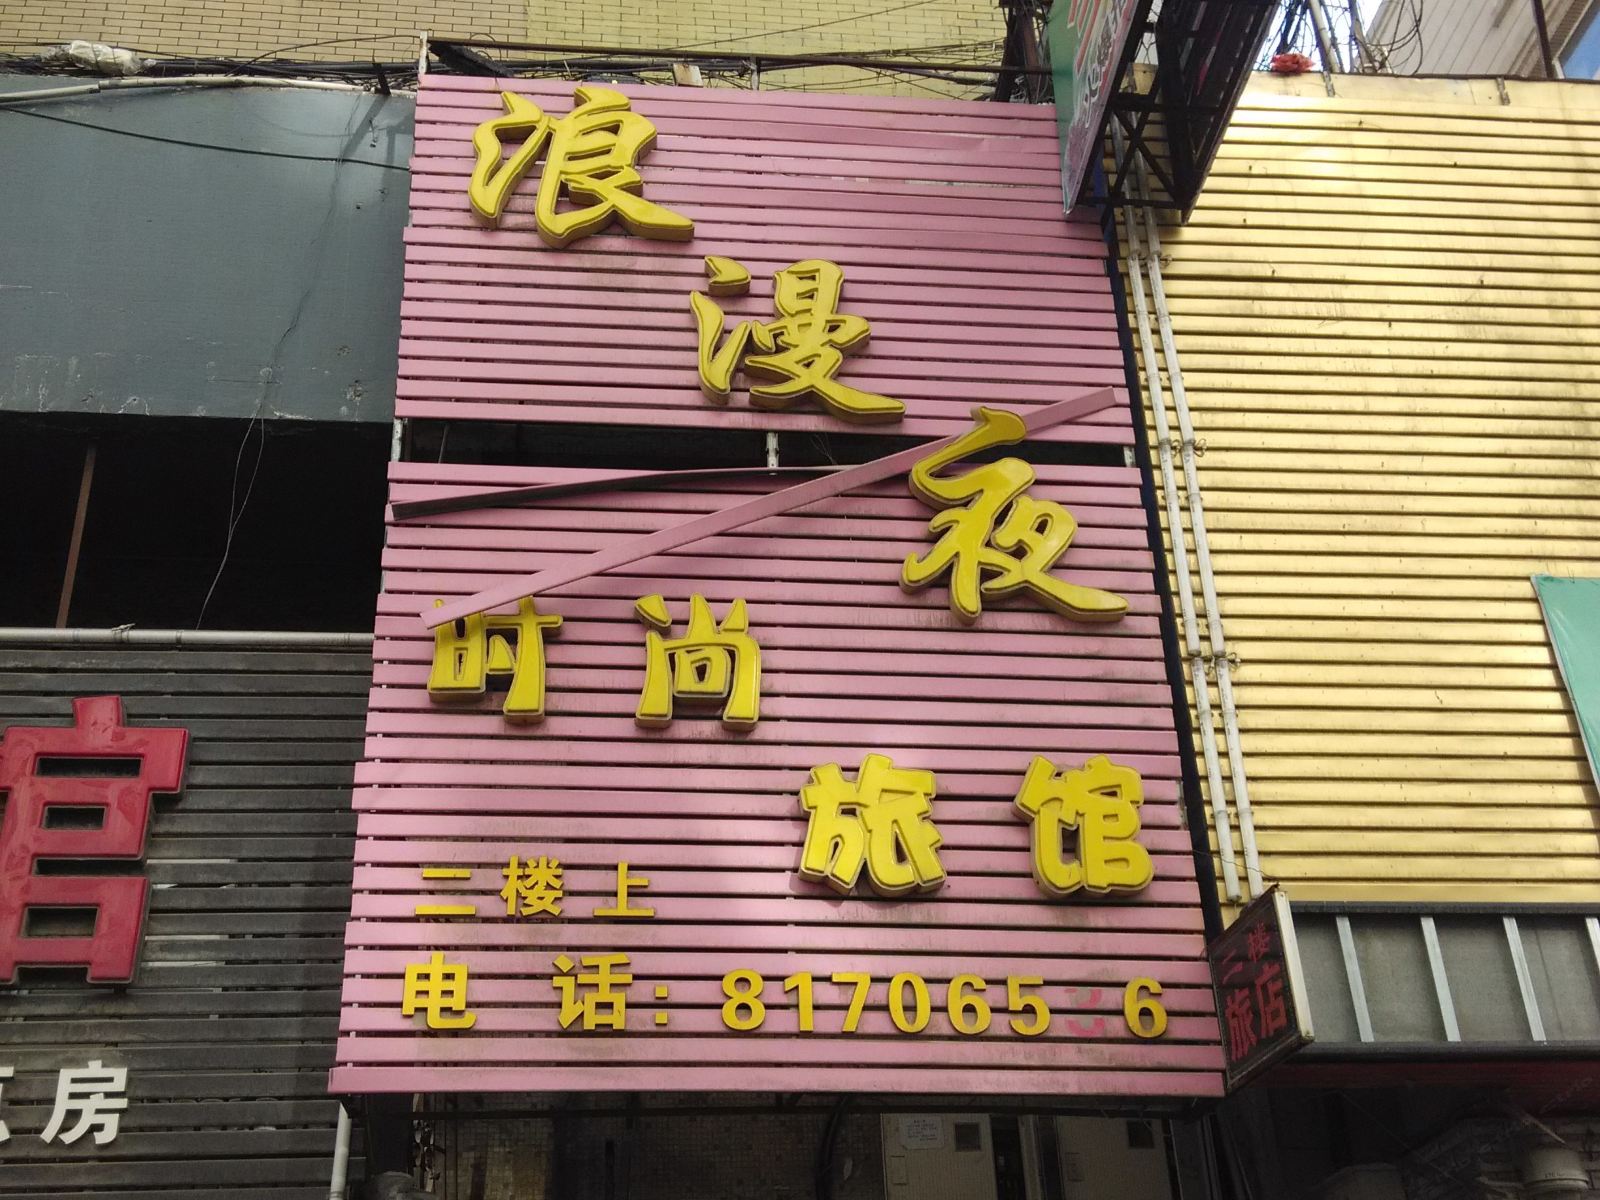 浪漫夜
时尚
旅馆
二楼上
电话: 817065 6
二楼
旅店
房